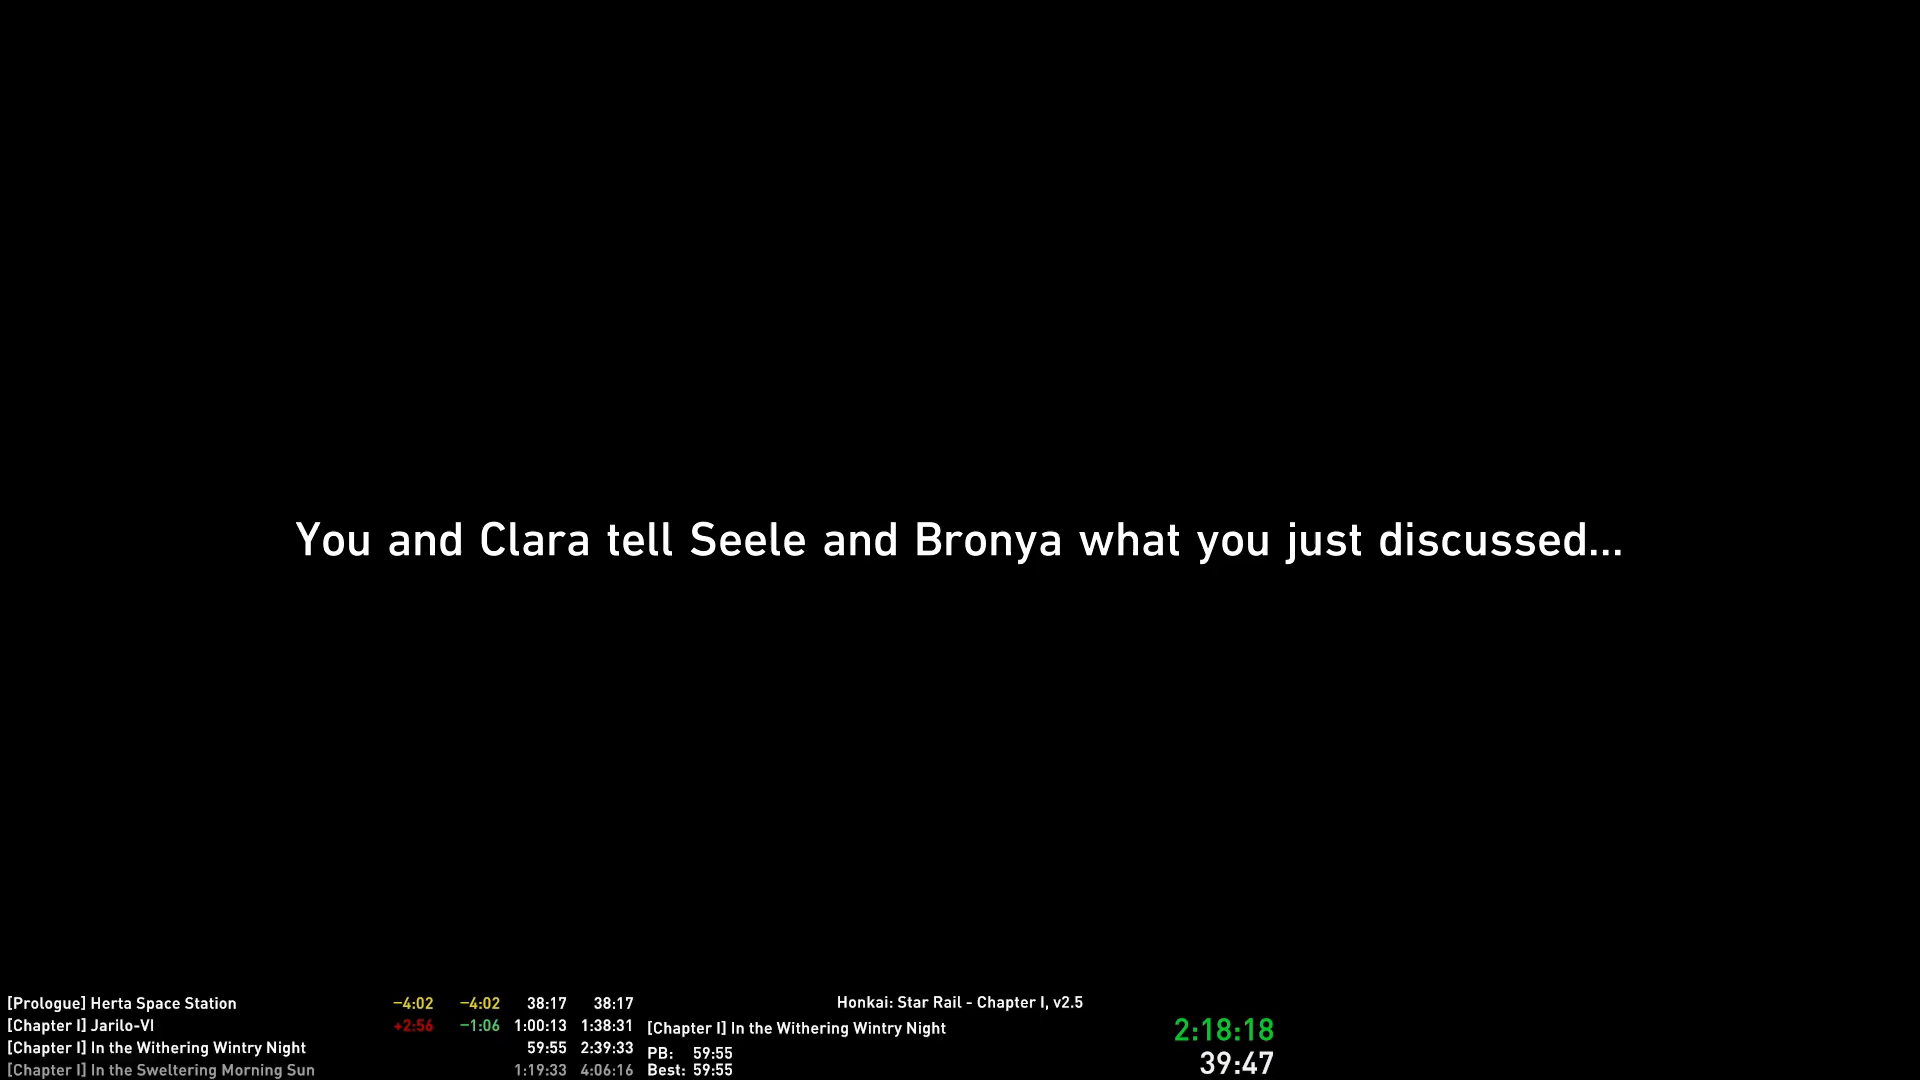 You and Clara tell Seele and Bronya what you just discussed...
[Prologue] Herta Space Station −4:02 −4:02 38:17 38:17
[Chapter I] Jarilo-VI +2:56 −1:06 1:00:13 1:38:31
[Chapter I] In the Withering Wintry Night 59:55 2:39:33
[Chapter I] In the Sweltering Morning Sun 1:19:33 4:06:16
Honkai: Star Rail - Chapter I, v2.5
[Chapter I] In the Withering Wintry Night
PB: 59:55
Best: 59:55
2:18:18
39:47